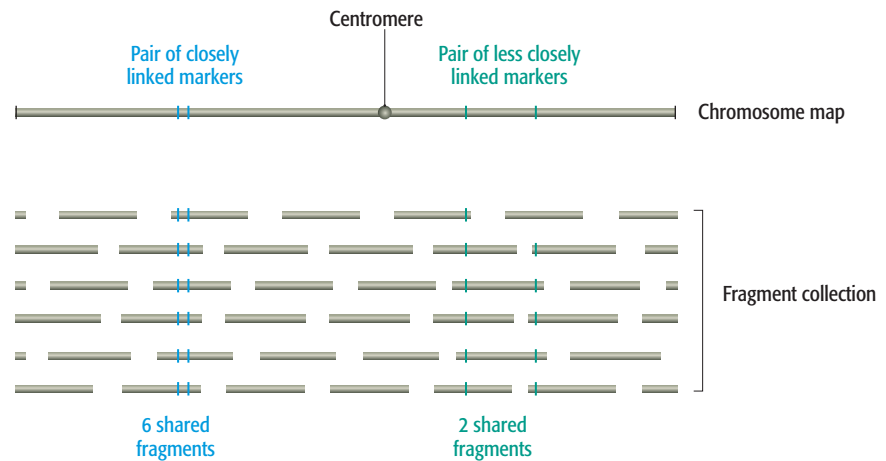 Centromere
Pair of closely
linked markers
Pair of less closely
linked markers
Chromosome map
Fragment collection
6 shared
fragments
2 shared
fragments